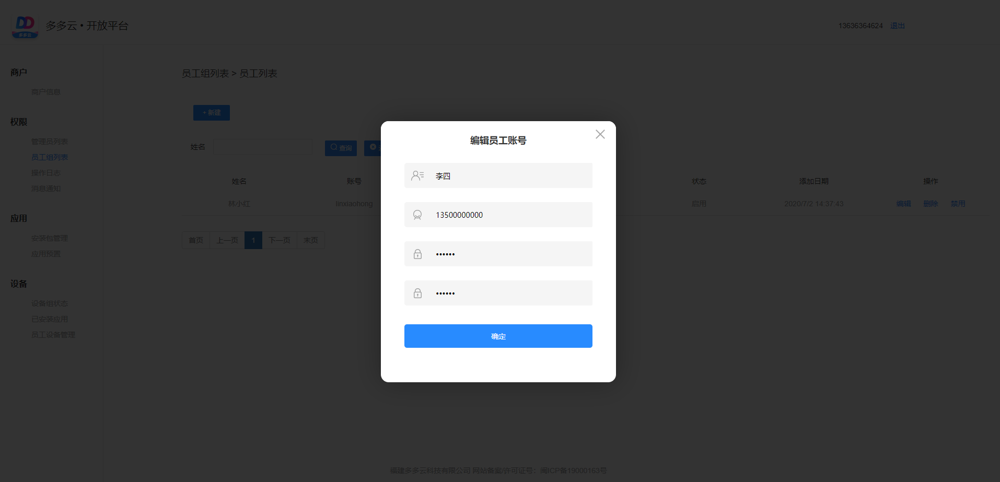 多多云
多多云 • 开放平台
13636364624 退出
商户
商户信息
权限
管理员列表
员工组列表
操作日志
消息通知
应用
安装包管理
应用预置
设备
设备组状态
已安装应用
员工设备管理
员工组列表 > 员工列表
+ 新建
姓名
查询
姓名 账号 状态 添加日期 操作
林小红 linxiaohong 启用 2020/7/2 14:37:43 编辑 删除 禁用
首页 上一页 1 下一页 末页
编辑员工账号
李四
13500000000
••••••
••••••
确定
福建多多云科技有限公司 网站备案/许可证号：闽ICP备19000163号